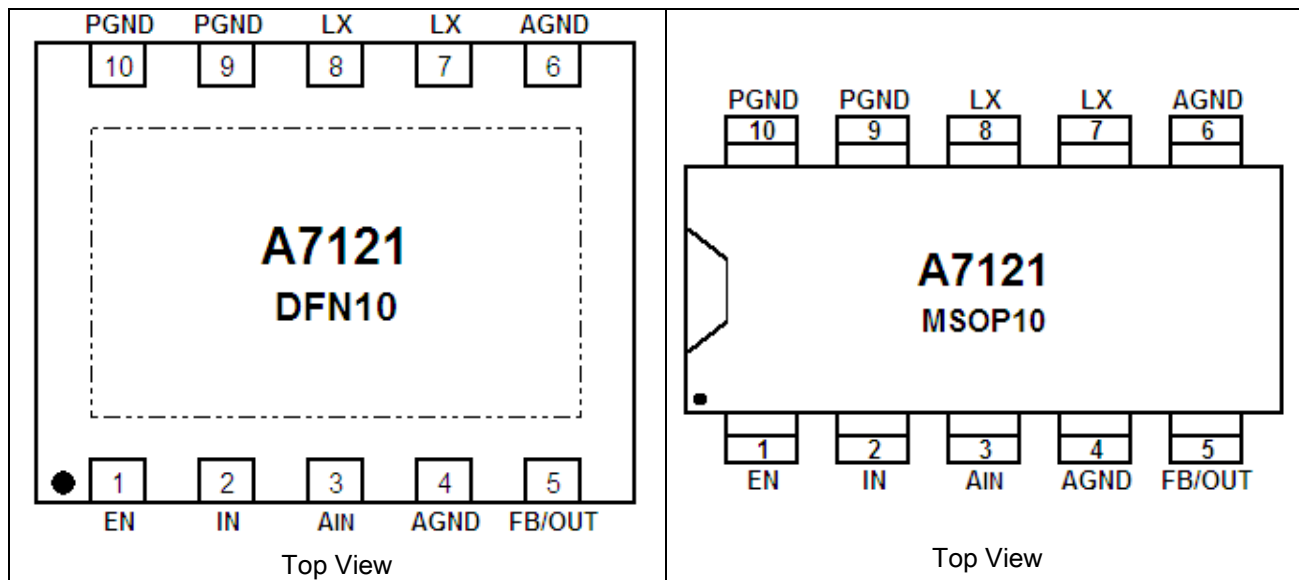 PGND PGND LX LX AGND
10 9 8 7 6
A7121
DFN10
1 2 3 4 5
EN IN AIN AGND FB/OUT
Top View
PGND PGND LX LX AGND
10 9 8 7 6
A7121
MSOP10
1 2 3 4 5
EN IN AIN AGND FB/OUT
Top View